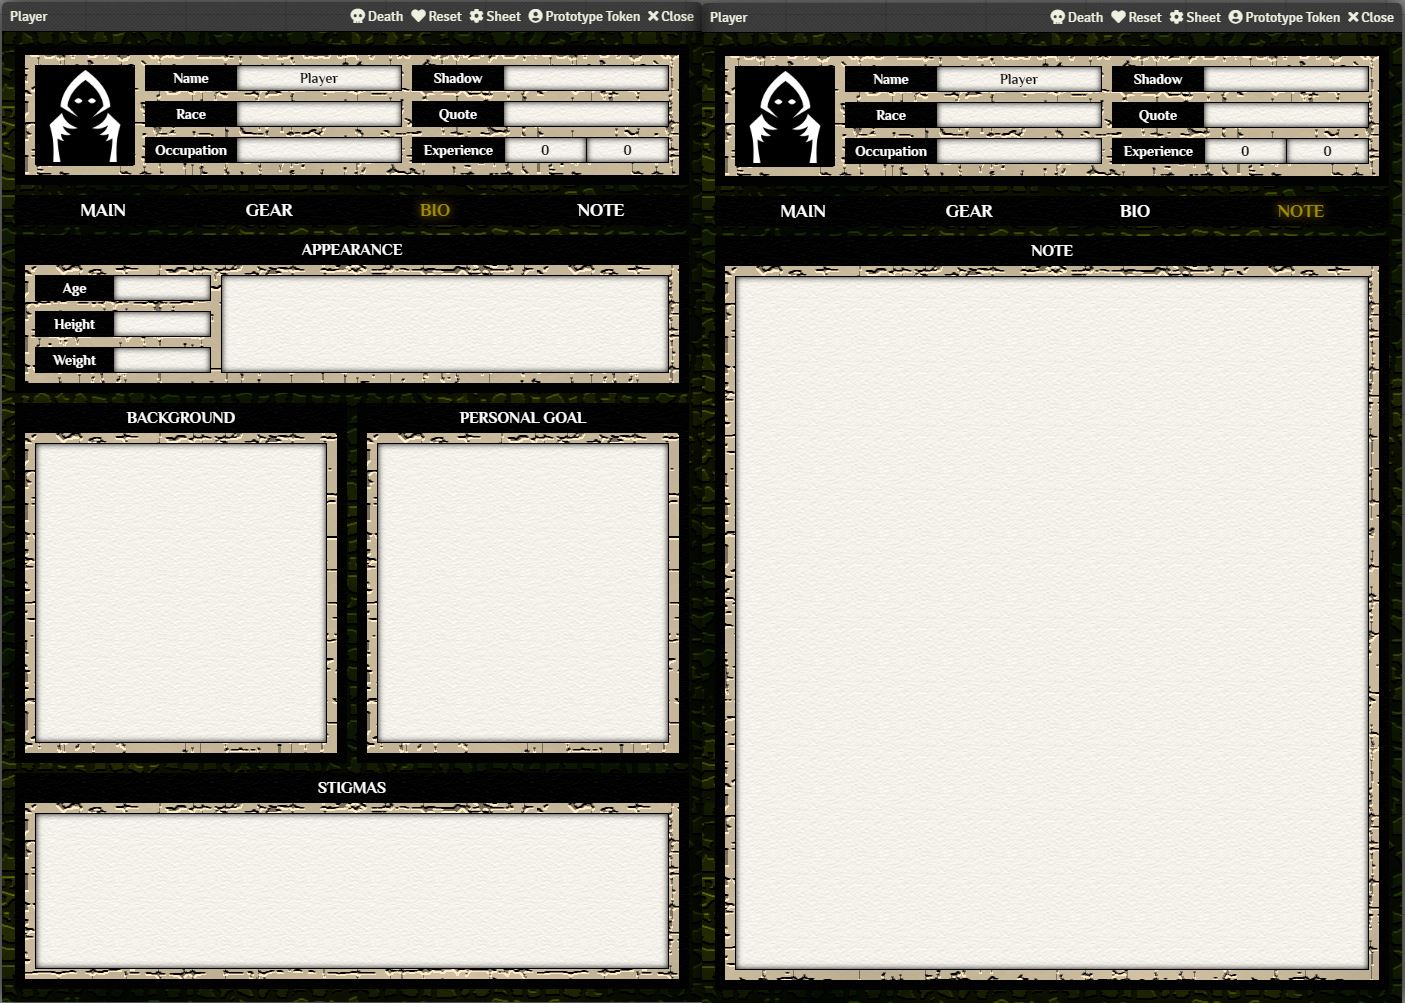 Player Death Reset Sheet Prototype Token Close
Name Player Shadow
Race Quote
Occupation Experience 0 0
MAIN GEAR BIO NOTE
APPEARANCE
Age
Height
Weight
BACKGROUND PERSONAL GOAL
STIGMAS
Player Death Reset Sheet Prototype Token Close
Name Player Shadow
Race Quote
Occupation Experience 0 0
MAIN GEAR BIO NOTE
NOTE